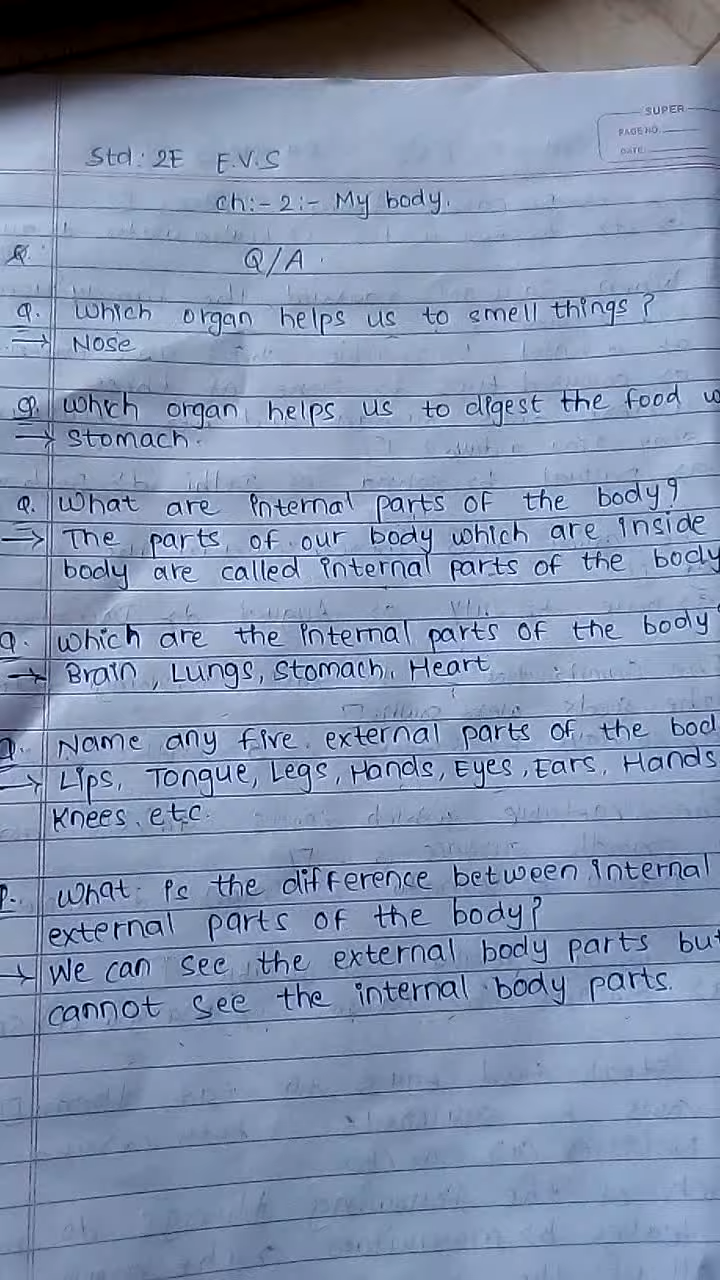 SUPER
PAGE NO.
DATE:
Std: 2E E.V.S
Ch:- 2:- My body.
Q/A.
Q. Which organ helps us to smell things?
→ Nose
Q. Which organ helps us to digest the food w
→ Stomach.
Q. What are internal parts of the body?
→ The parts of our body which are inside
body are called internal parts of the body
Q. Which are the internal parts of the body
→ Brain, Lungs, Stomach, Heart
Q. Name any five external parts of the bod
→ Lips, Tongue, Legs, Hands, Eyes, Ears, Hands
Knees, etc.
Q. What is the difference between internal
external parts of the body?
→ We can see the external body parts but
cannot see the internal body parts.